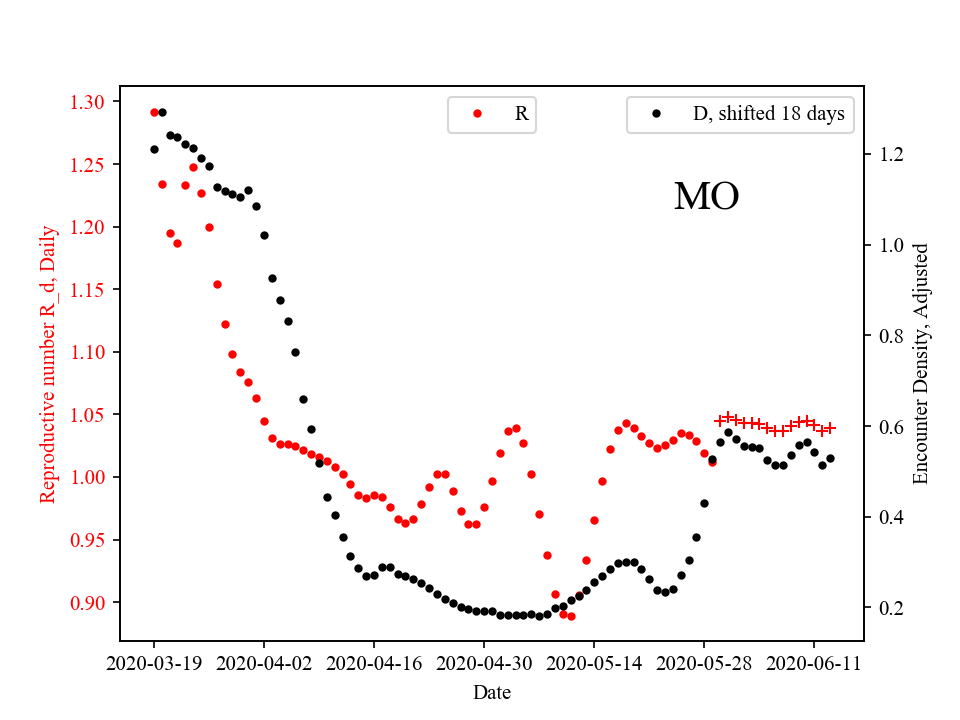 R
D, shifted 18 days
MO
Reproductive number R_d, Daily
1.30
1.25
1.20
1.15
1.10
1.05
1.00
0.95
0.90
Encounter Density, Adjusted
1.2
1.0
0.8
0.6
0.4
0.2
2020-03-19 2020-04-02 2020-04-16 2020-04-30 2020-05-14 2020-05-28 2020-06-11
Date